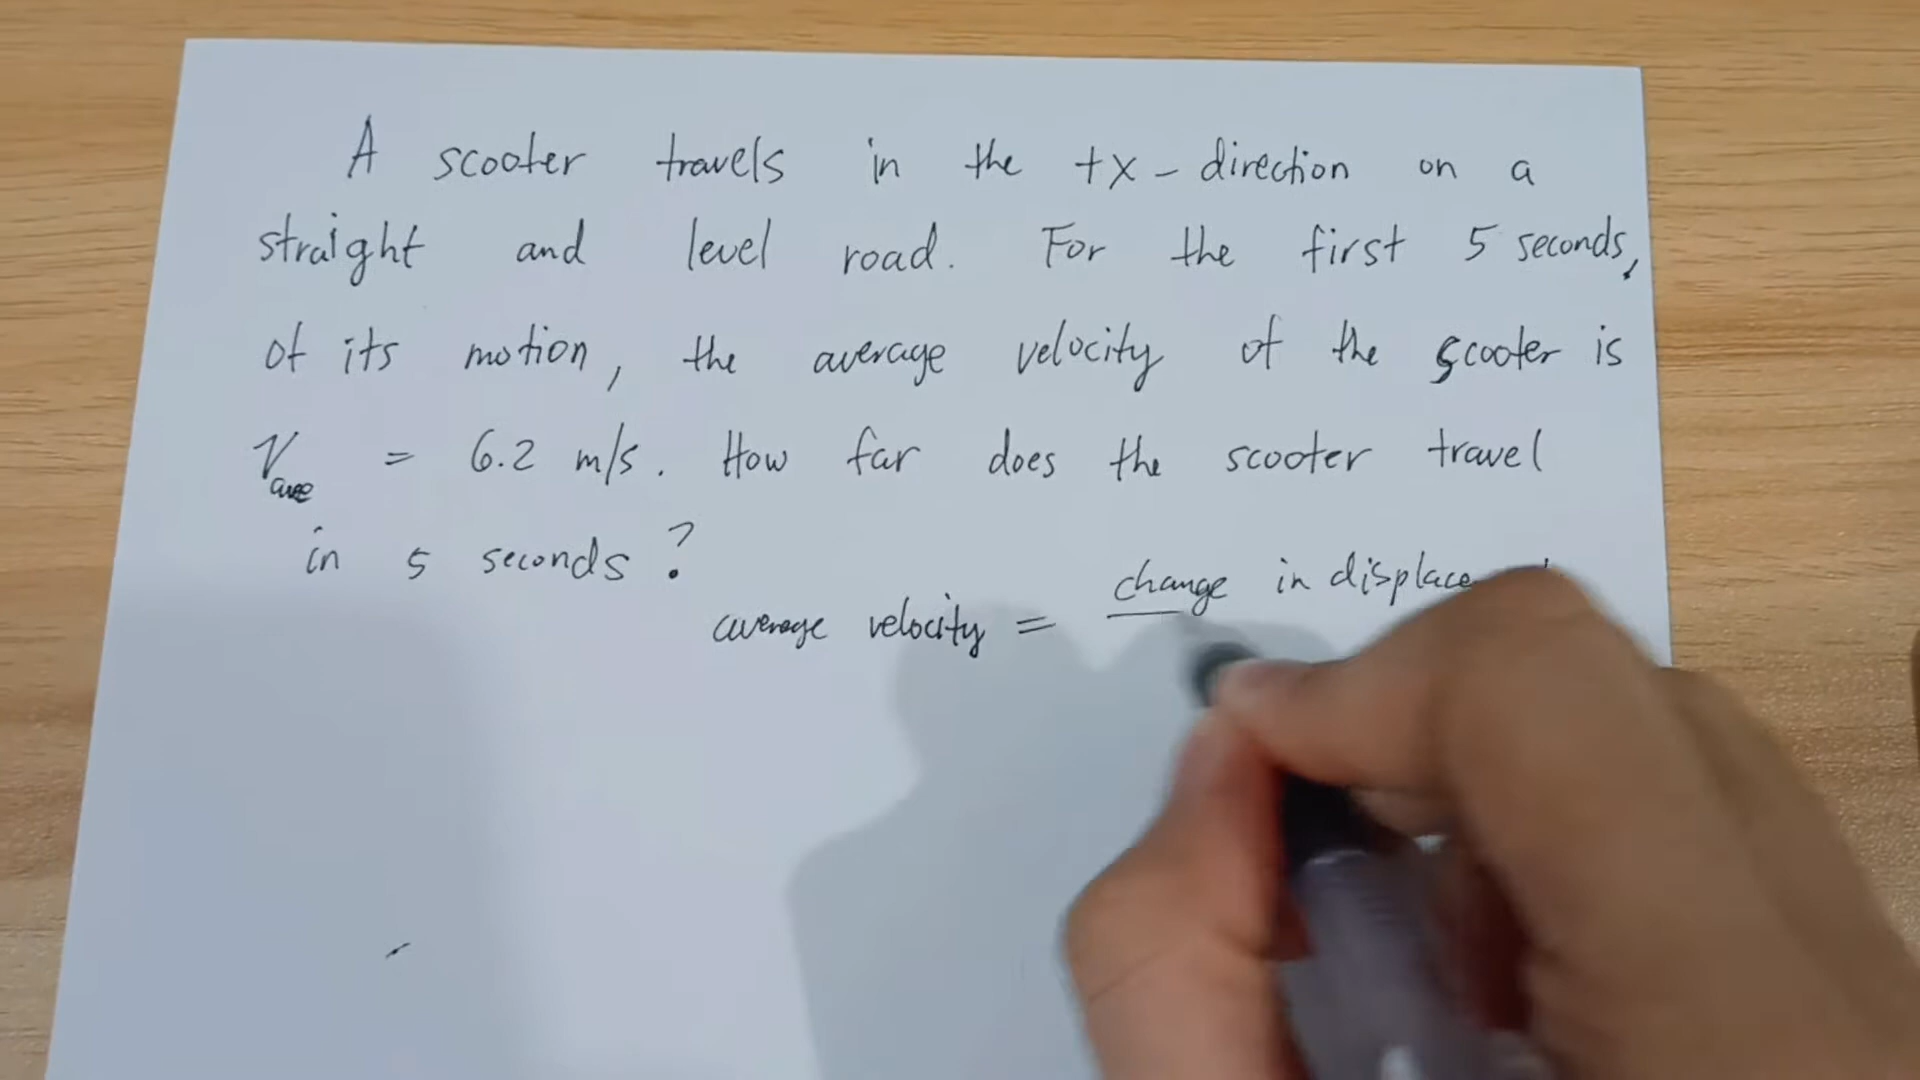 A scooter travels in the +x - direction on a
straight and level road. For the first 5 seconds,
of its motion, the average velocity of the scooter is
Vave = 6.2 m/s. How far does the scooter travel
in 5 seconds?
average velocity = change in